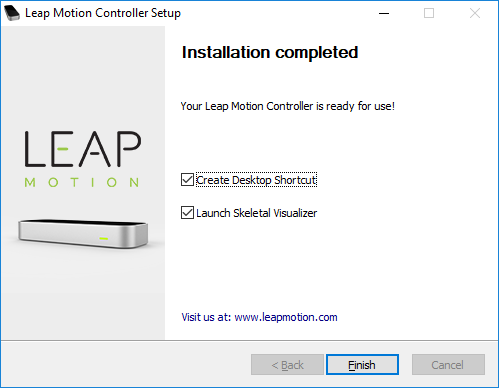 Leap Motion Controller Setup
Installation completed
Your Leap Motion Controller is ready for use!
LEAP
MOTION
Create Desktop Shortcut
Launch Skeletal Visualizer
Visit us at: www.leapmotion.com
< Back
Finish
Cancel